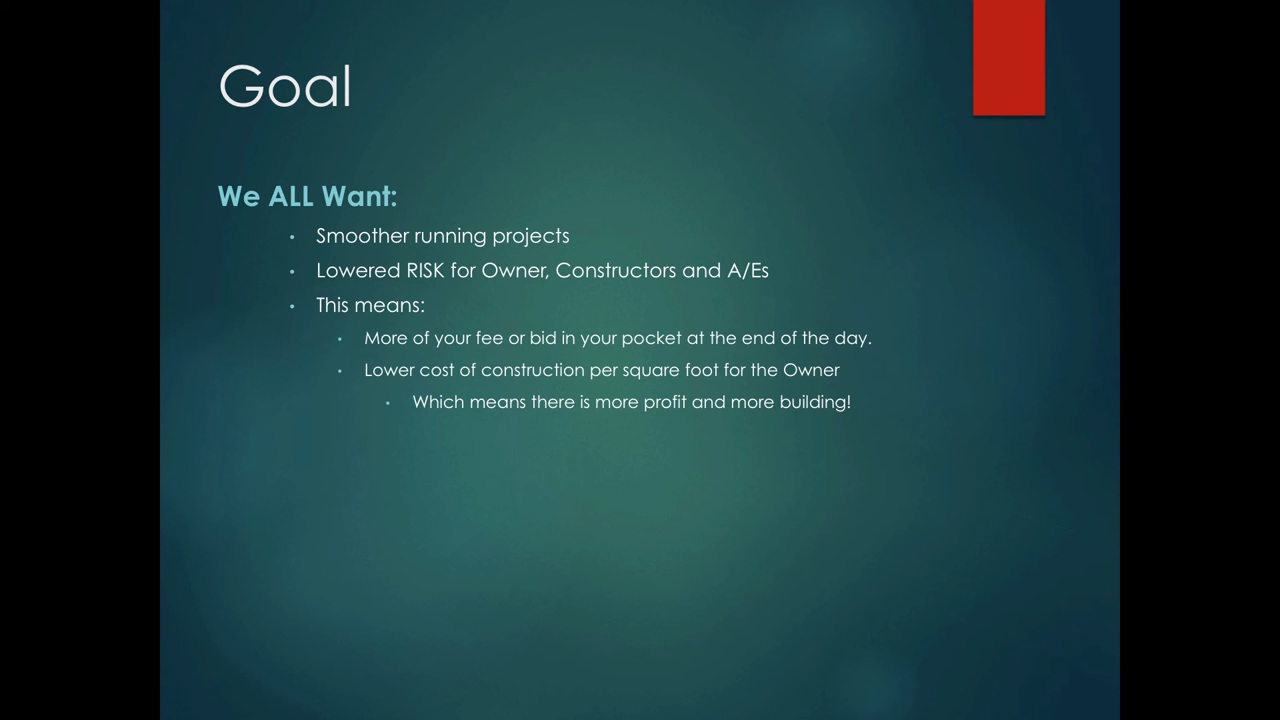 Goal
We ALL Want:
• Smoother running projects
• Lowered RISK for Owner, Constructors and A/Es
• This means:
• More of your fee or bid in your pocket at the end of the day.
• Lower cost of construction per square foot for the Owner
• Which means there is more profit and more building!